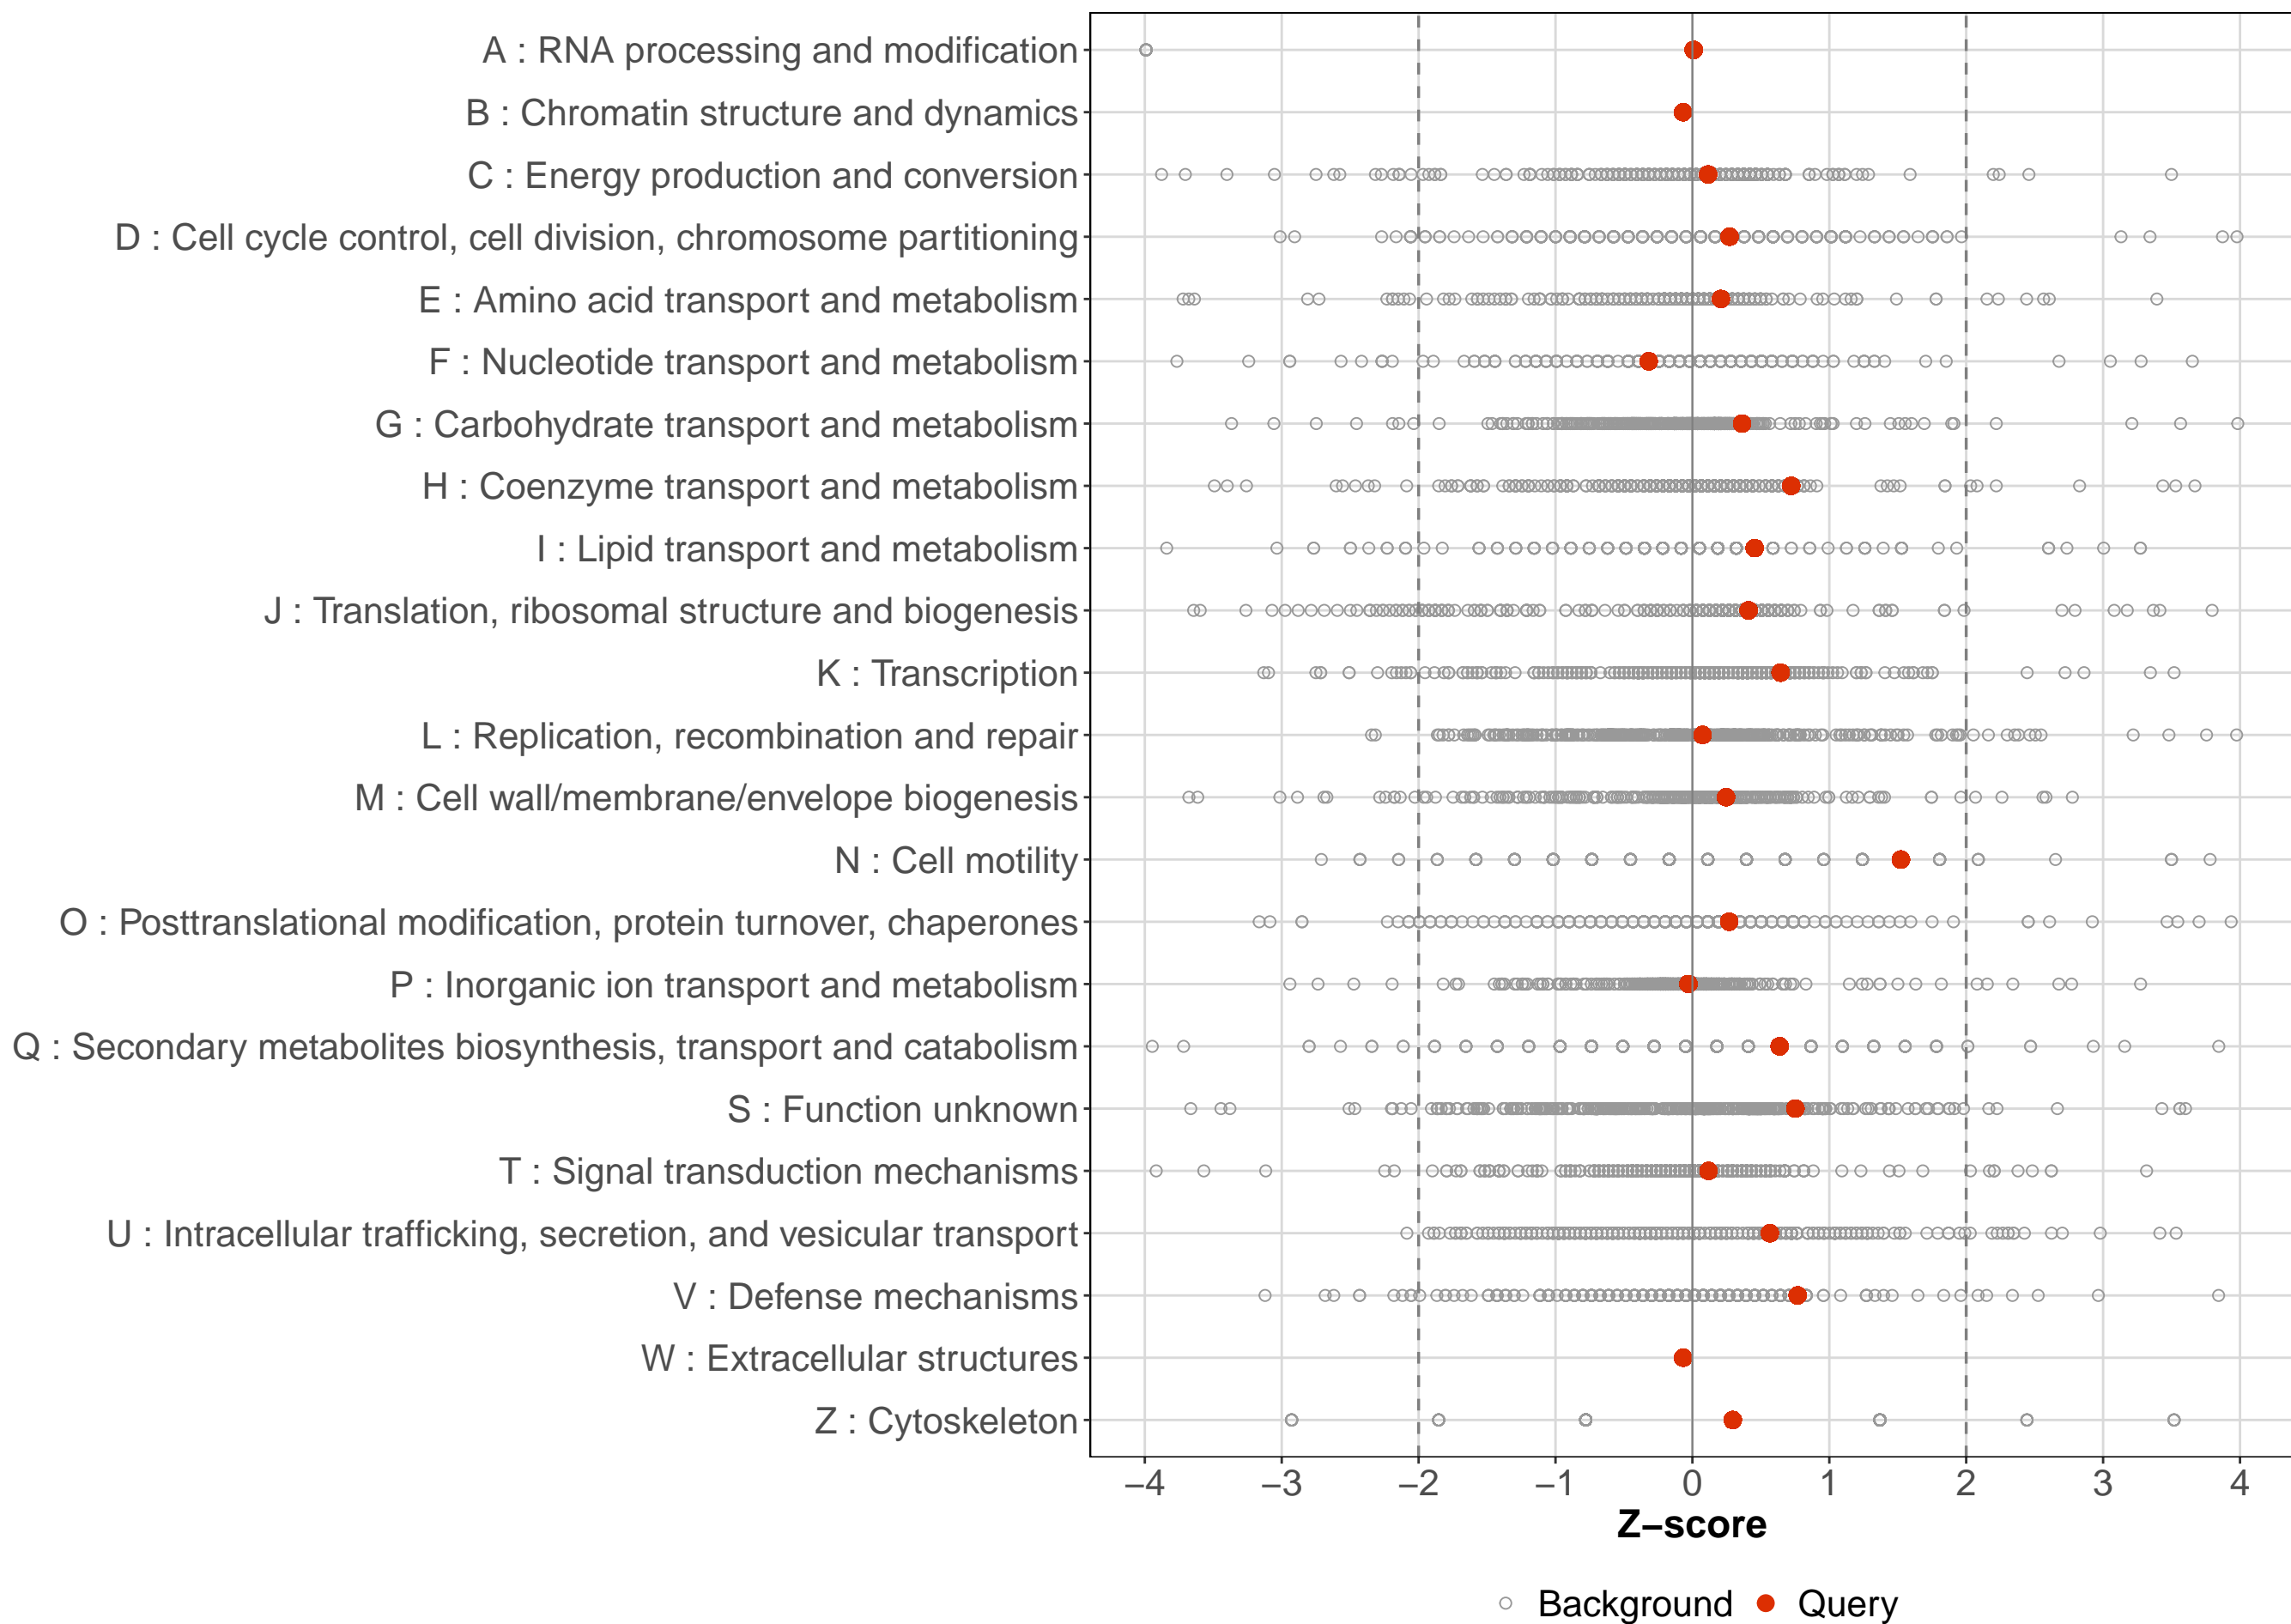 A : RNA processing and modification
B : Chromatin structure and dynamics
C : Energy production and conversion
D : Cell cycle control, cell division, chromosome partitioning
E : Amino acid transport and metabolism
F : Nucleotide transport and metabolism
G : Carbohydrate transport and metabolism
H : Coenzyme transport and metabolism
I : Lipid transport and metabolism
J : Translation, ribosomal structure and biogenesis
K : Transcription
L : Replication, recombination and repair
M : Cell wall/membrane/envelope biogenesis
N : Cell motility
O : Posttranslational modification, protein turnover, chaperones
P : Inorganic ion transport and metabolism
Q : Secondary metabolites biosynthesis, transport and catabolism
S : Function unknown
T : Signal transduction mechanisms
U : Intracellular trafficking, secretion, and vesicular transport
V : Defense mechanisms
W : Extracellular structures
Z : Cytoskeleton
−4 −3 −2 −1 0 1 2 3 4
Z−score
Background Query